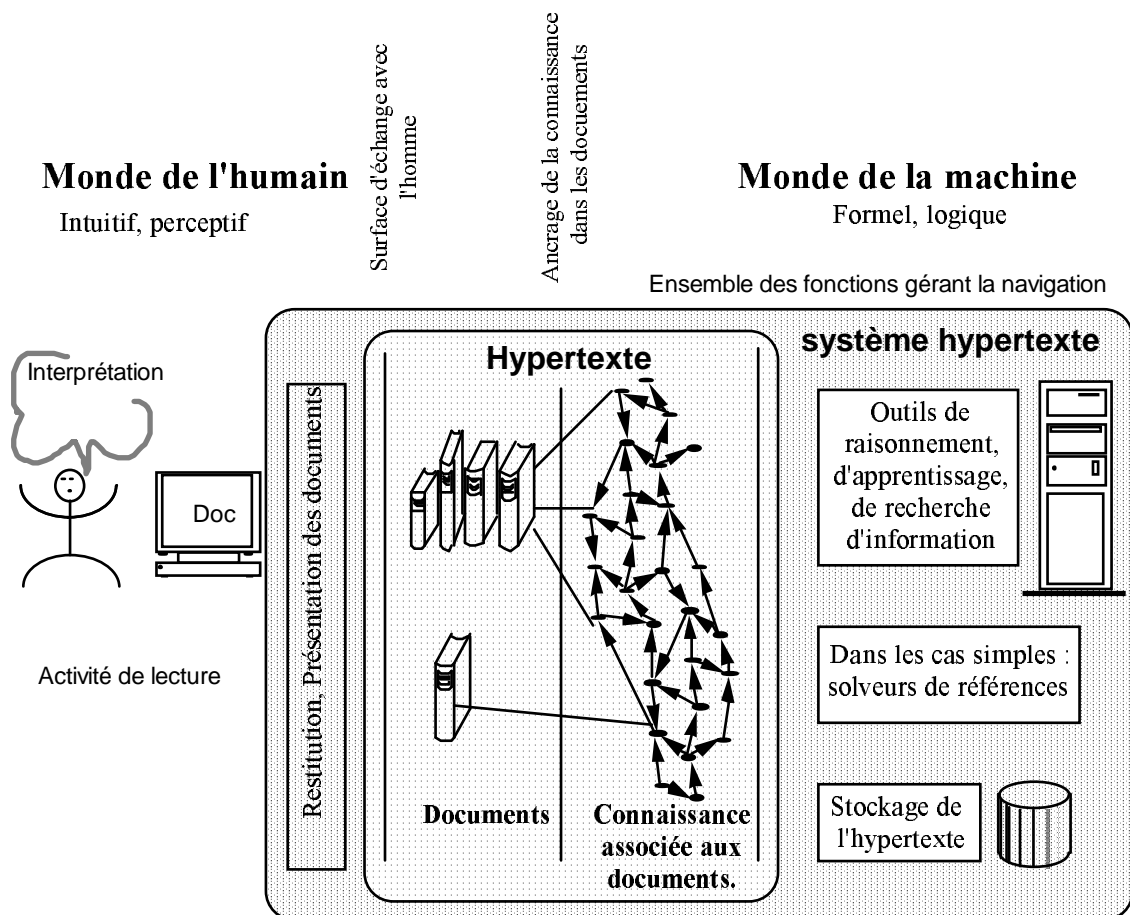 Surface d'échange avec
l'homme
Ancrage de la connaissance
dans les docuements
Monde de l'humain
Intuitif, perceptif
Monde de la machine
Formel, logique
Ensemble des fonctions gérant la navigation
système hypertexte
Hypertexte
Interprétation
Doc
Activité de lecture
Restitution, Présentation des documents
Outils de
raisonnement,
d'apprentissage,
de recherche
d'information
Dans les cas simples :
solveurs de références
Stockage de
l'hypertexte
Documents
Connaissance
associée aux
documents.